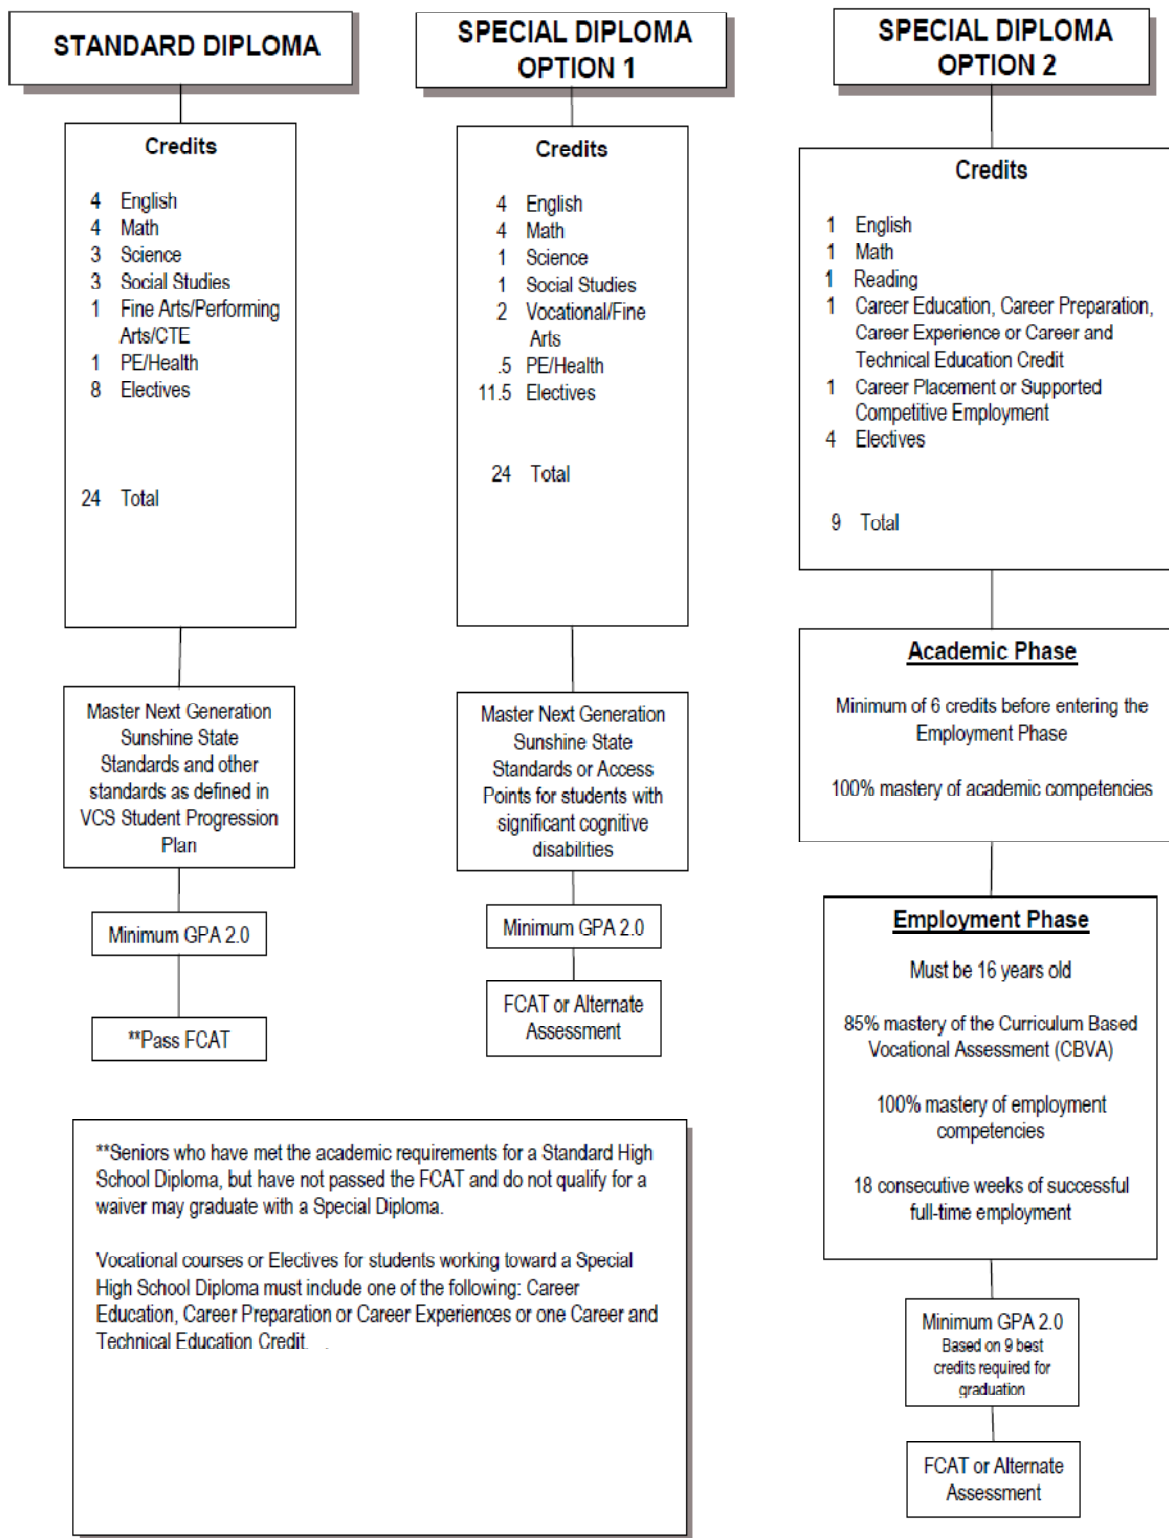 STANDARD DIPLOMA
Credits
4 English
4 Math
3 Science
3 Social Studies
1 Fine Arts/Performing
Arts/CTE
1 PE/Health
8 Electives
24 Total
Master Next Generation
Sunshine State
Standards and other
standards as defined in
VCS Student Progression
Plan
Minimum GPA 2.0
**Pass FCAT
SPECIAL DIPLOMA
OPTION 1
Credits
4 English
4 Math
1 Science
1 Social Studies
2 Vocational/Fine
Arts
.5 PE/Health
11.5 Electives
24 Total
Master Next Generation
Sunshine State
Standards or Access
Points for students with
significant cognitive
disabilities
Minimum GPA 2.0
FCAT or Alternate
Assessment
SPECIAL DIPLOMA
OPTION 2
Credits
1 English
1 Math
1 Reading
1 Career Education, Career Preparation,
Career Experience or Career and
Technical Education Credit
1 Career Placement or Supported
Competitive Employment
4 Electives
9 Total
Academic Phase
Minimum of 6 credits before entering the
Employment Phase
100% mastery of academic competencies
Employment Phase
Must be 16 years old
85% mastery of the Curriculum Based
Vocational Assessment (CBVA)
100% mastery of employment
competencies
18 consecutive weeks of successful
full-time employment
Minimum GPA 2.0
Based on 9 best
credits required for
graduation
FCAT or Alternate
Assessment
**Seniors who have met the academic requirements for a Standard High
School Diploma, but have not passed the FCAT and do not qualify for a
waiver may graduate with a Special Diploma.
Vocational courses or Electives for students working toward a Special
High School Diploma must include one of the following: Career
Education, Career Preparation or Career Experiences or one Career and
Technical Education Credit. .